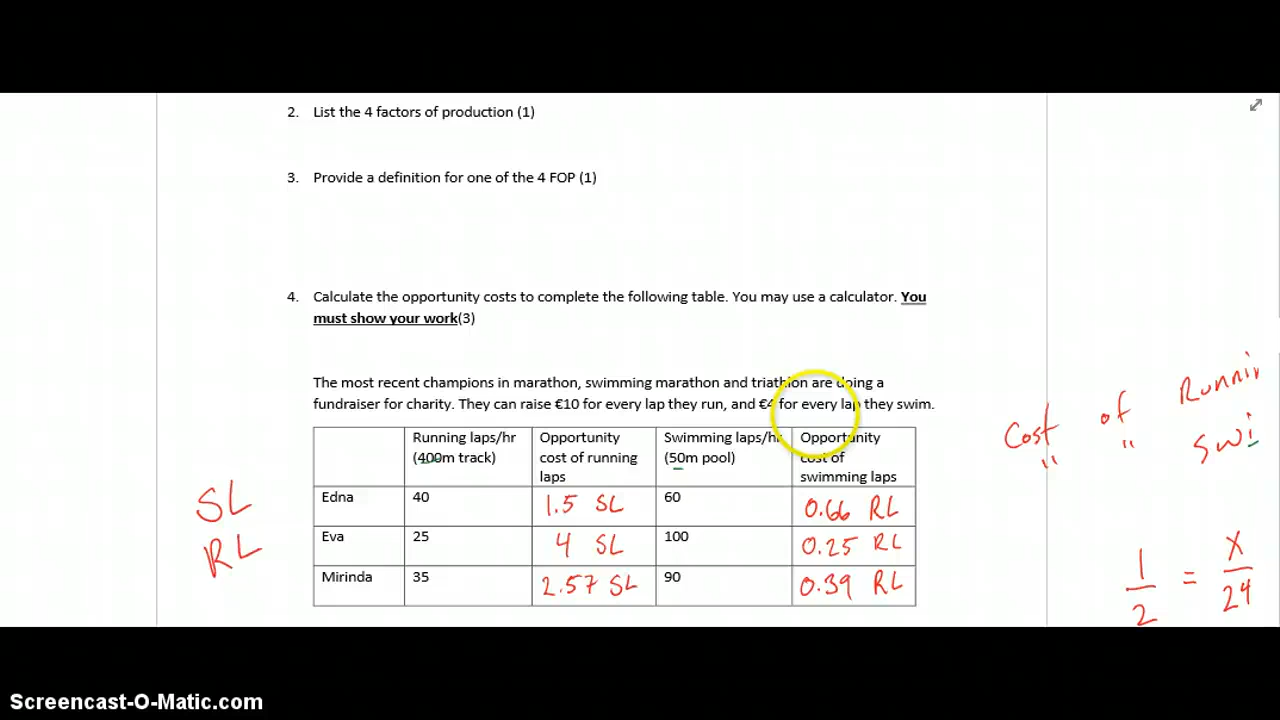 2. List the 4 factors of production (1)
3. Provide a definition for one of the 4 FOP (1)
4. Calculate the opportunity costs to complete the following table. You may use a calculator. You
must show your work(3)
The most recent champions in marathon, swimming marathon and triathlon are doing a
fundraiser for charity. They can raise €10 for every lap they run, and €4 for every lap they swim.
Running laps/hr (400m track) Opportunity cost of running laps Swimming laps/hr (50m pool) Opportunity cost of swimming laps
Edna 40 1.5 SL 60 0.66 RL
Eva 25 4 SL 100 0.25 RL
Mirinda 35 2.57 SL 90 0.39 RL
SL
RL
Cost of Runnin
" " Swi
1/2 = x/24
Screencast-O-Matic.com